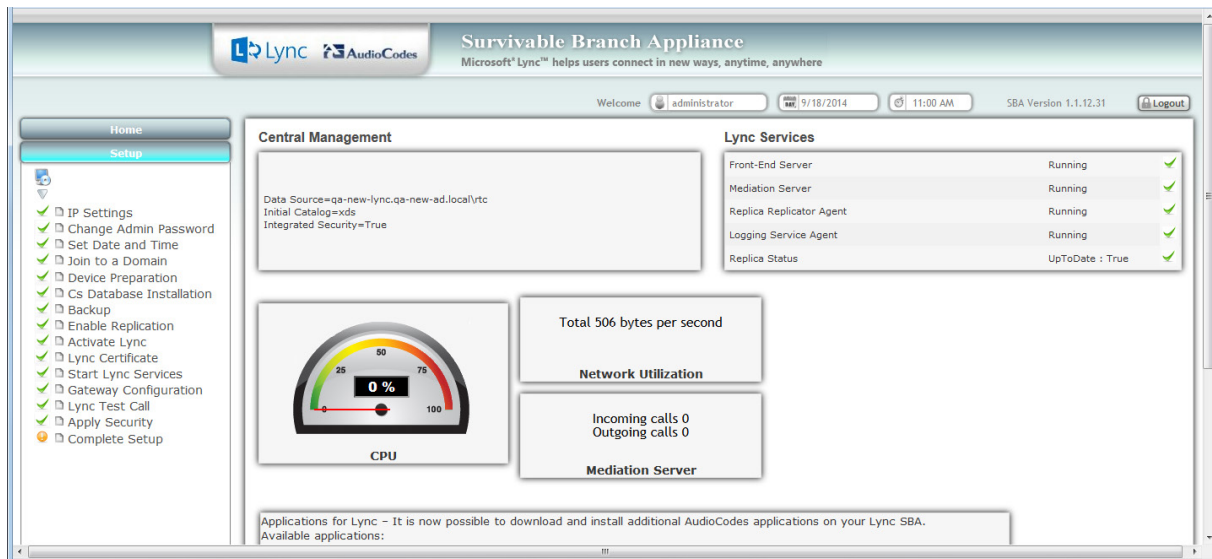 Lync AudioCodes
Survivable Branch Appliance
Microsoft® Lync™ helps users connect in new ways, anytime, anywhere
Welcome administrator 9/18/2014 11:00 AM SBA Version 1.1.12.31 Logout
Home
Setup
IP Settings
Change Admin Password
Set Date and Time
Join to a Domain
Device Preparation
Cs Database Installation
Backup
Enable Replication
Activate Lync
Lync Certificate
Start Lync Services
Gateway Configuration
Lync Test Call
Apply Security
Complete Setup
Central Management
Data Source=qa-new-lync.qa-new-ad.local\rtc
Initial Catalog=xds
Integrated Security=True
Lync Services
Front-End Server Running
Mediation Server Running
Replica Replicator Agent Running
Logging Service Agent Running
Replica Status UpToDate : True
50
25 75
0 %
0 100
CPU
Total 506 bytes per second
Network Utilization
Incoming calls 0
Outgoing calls 0
Mediation Server
Applications for Lync – It is now possible to download and install additional AudioCodes applications on your Lync SBA.
Available applications: